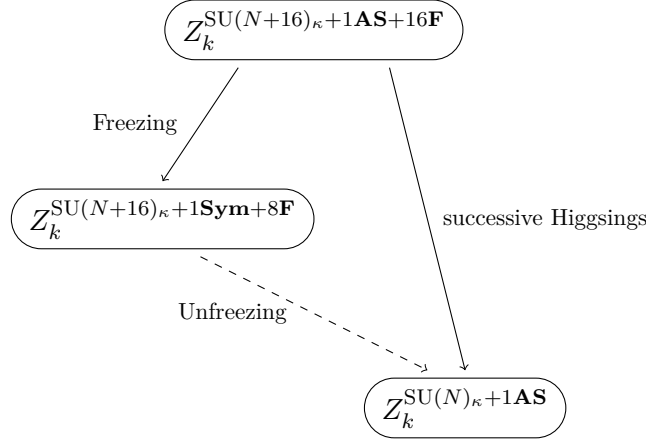 Z_k^{SU(N+16)_κ+1AS+16F}
Freezing
Z_k^{SU(N+16)_κ+1Sym+8F}
successive Higgsings
Unfreezing
Z_k^{SU(N)_κ+1AS}